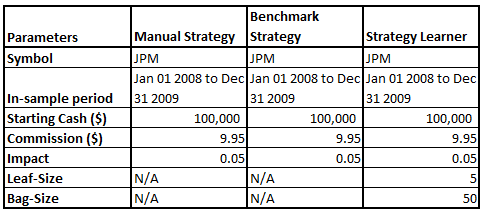 Parameters Manual Strategy Benchmark Strategy Strategy Learner
Symbol JPM JPM JPM
In-sample period Jan 01 2008 to Dec 31 2009 Jan 01 2008 to Dec 31 2009 Jan 01 2008 to Dec 31 2009
Starting Cash ($) 100,000 100,000 100,000
Commission ($) 9.95 9.95 9.95
Impact 0.05 0.05 0.05
Leaf-Size N/A N/A 5
Bag-Size N/A N/A 50